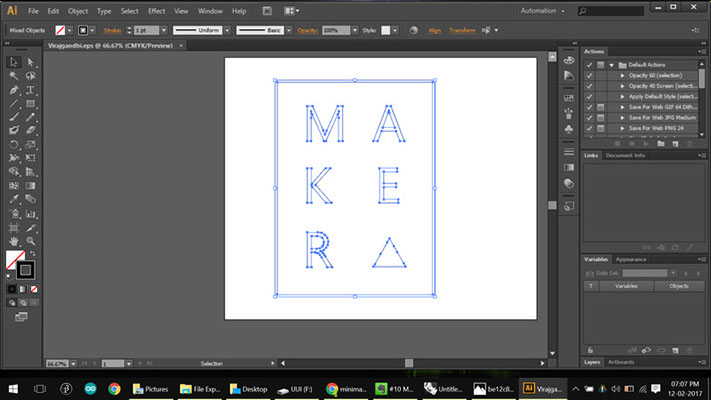 Ai File Edit Object Type Select Effect View Window Help Automation
Mixed Objects Stroke: 1 pt Uniform Basic Opacity: 100% Style: Align Transform
Virajgandhi.eps @ 66.67% (CMYK/Preview) ×
Actions
Default Actions
Opacity 60 (selection)
Opacity 40 Screen (selecti...
Apply Default Style (select...
Save For Web GIF 64 Dith...
Save For Web JPG Medium
Save For Web PNG 24
Links Document Info
M A
K E
R
Variables Appearance
Data Set:
T Variables Objects
Layers Artboards
66.67% 1 Selection
Pictures File Expl... Desktop UUI (F:) minima... #10 M... Untitle... be12c8... Virajga...
07:07 PM
12-02-2017